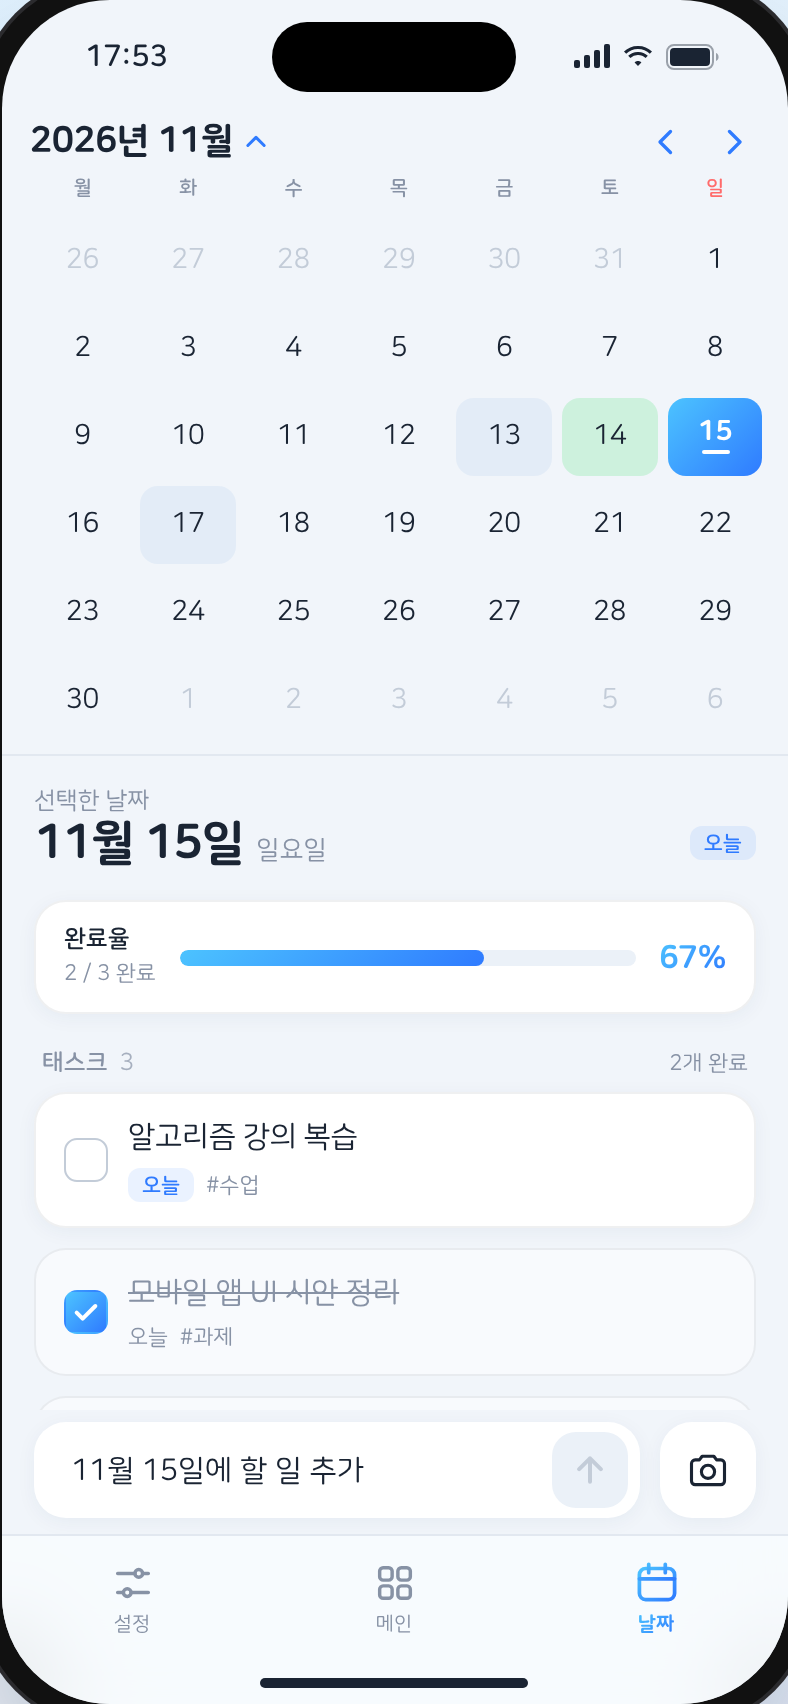 17:53
2026년 11월
월 화 수 목 금 토 일
26 27 28 29 30 31 1
2 3 4 5 6 7 8
9 10 11 12 13 14 15
16 17 18 19 20 21 22
23 24 25 26 27 28 29
30 1 2 3 4 5 6
선택한 날짜
11월 15일 일요일 오늘
완료율
2 / 3 완료
67%
태스크 3 2개 완료
알고리즘 강의 복습
오늘 #수업
모바일 앱 UI 시안 정리
오늘 #과제
11월 15일에 할 일 추가
설정 메인 날짜